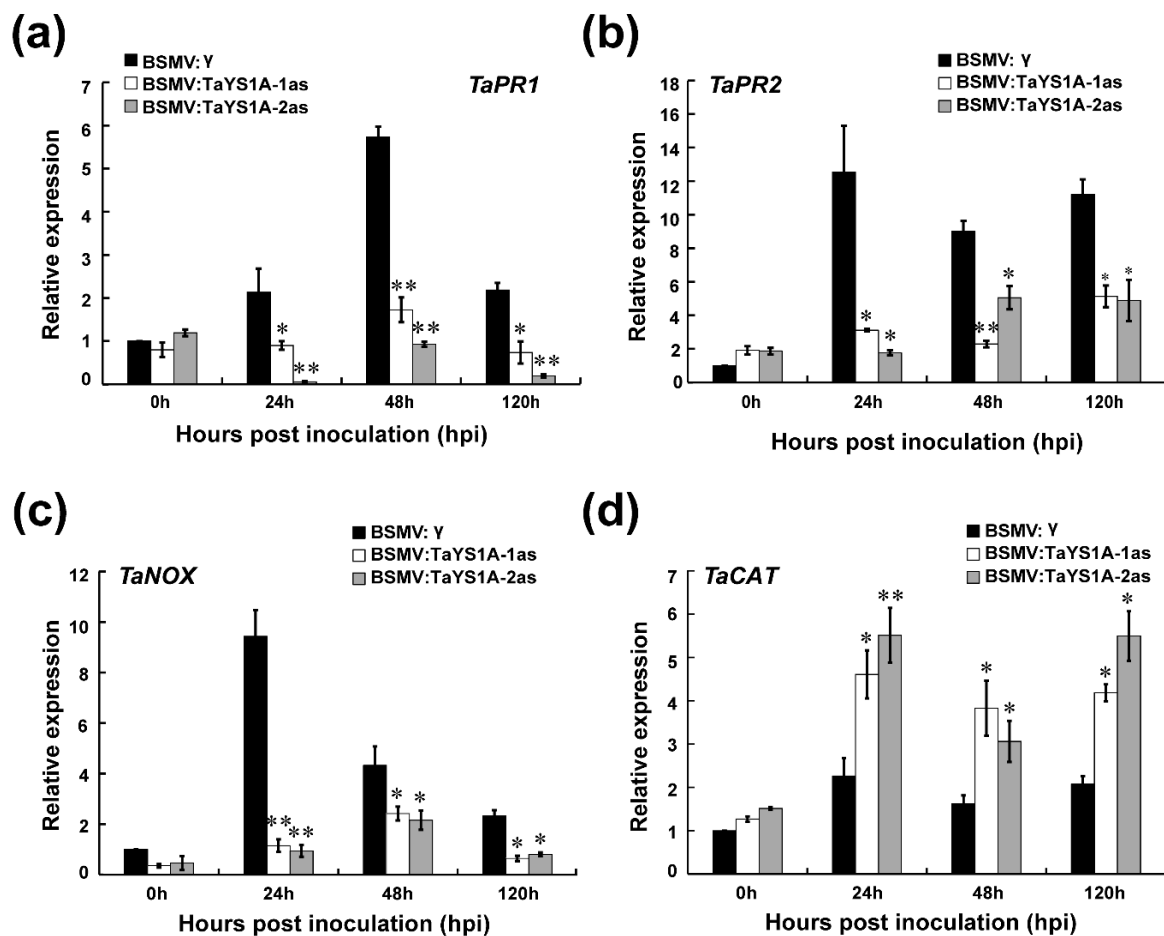 (a)
BSMV: γ
BSMV:TaYS1A-1as
BSMV:TaYS1A-2as
TaPR1
Relative expression
7
6
5
4
3
2
1
0
*
**
**
**
*
**
0h
24h
48h
120h
Hours post inoculation (hpi)
(b)
BSMV: γ
BSMV:TaYS1A-1as
BSMV:TaYS1A-2as
TaPR2
Relative expression
18
16
14
12
10
8
6
4
2
0
*
*
**
*
*
*
0h
24h
48h
120h
Hours post inoculation (hpi)
(c)
BSMV: γ
BSMV:TaYS1A-1as
BSMV:TaYS1A-2as
TaNOX
Relative expression
12
10
8
6
4
2
0
**
**
*
*
*
*
0h
24h
48h
120h
Hours post inoculation (hpi)
(d)
BSMV: γ
BSMV:TaYS1A-1as
BSMV:TaYS1A-2as
TaCAT
Relative expression
7
6
5
4
3
2
1
0
*
**
*
*
*
*
0h
24h
48h
120h
Hours post inoculation (hpi)